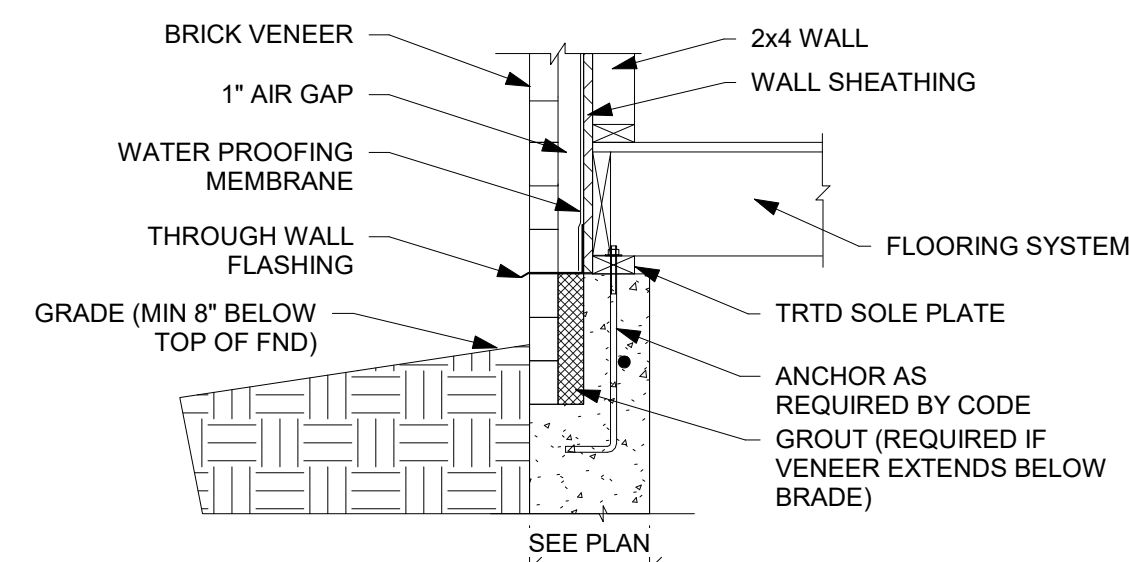 BRICK VENEER
1" AIR GAP
WATER PROOFING
MEMBRANE
THROUGH WALL
FLASHING
GRADE (MIN 8" BELOW
TOP OF FND)
2x4 WALL
WALL SHEATHING
FLOORING SYSTEM
TRTD SOLE PLATE
ANCHOR AS
REQUIRED BY CODE
GROUT (REQUIRED IF
VENEER EXTENDS BELOW
BRADE)
SEE PLAN